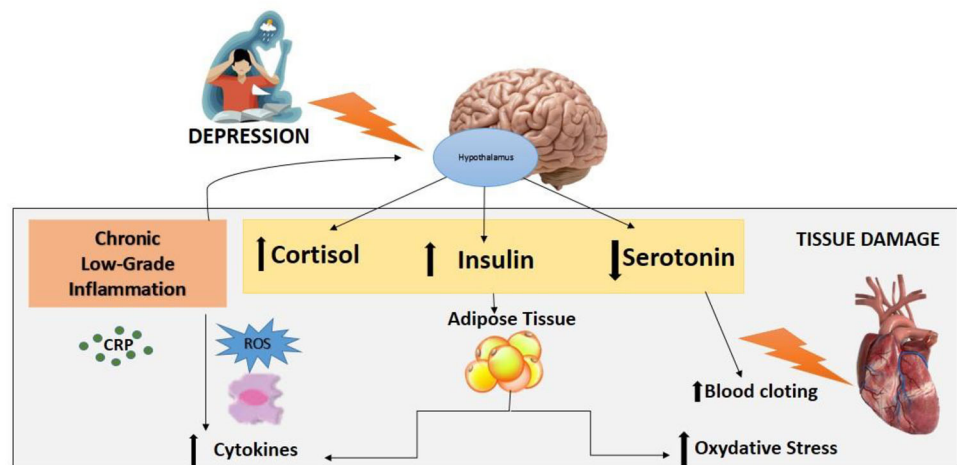 DEPRESSION
Hypothalamus
Chronic
Low-Grade
Inflammation
Cortisol
Insulin
Serotonin
TISSUE DAMAGE
CRP
ROS
Adipose Tissue
Blood cloting
Cytokines
Oxydative Stress